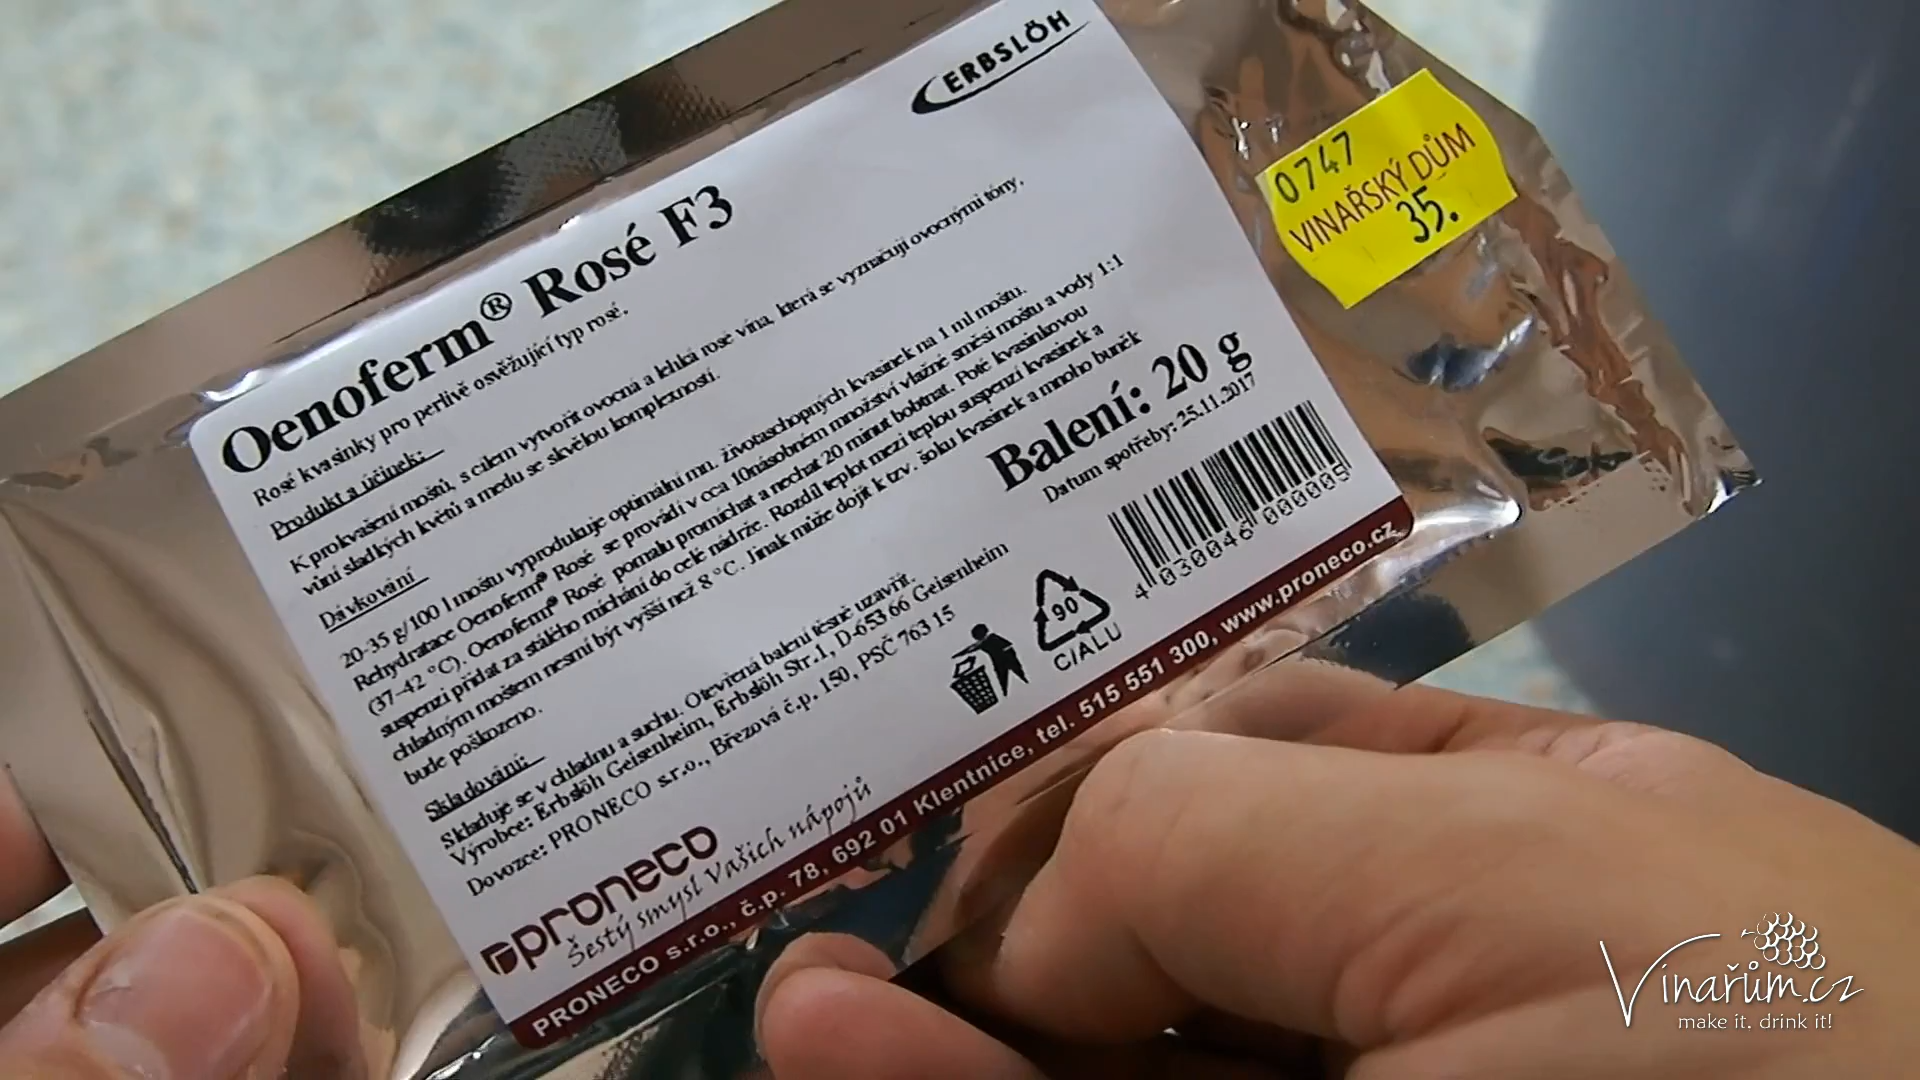 ERBSLÖH
0747
VINAŘSKÝ DŮM
35.
Oenoferm® Rosé F3
Rosé kvasinky pro perlivě osvěžující typ rosé.
Produkt a účinek:
K prokvašení moštů, s cílem vytvořit ovocná a lehká rosé vína, která se vyznačují ovocnými tóny,
vůní sladkých květů a medu se skvělou komplexností.
Dávkování
20-35 g/100 l moštu vyprodukuje optimální mn. životaschopných kvasinek na 1 ml moštu.
Rehydratace Oenoferm® Rosé se provádí v cca 10násobném množství vlažné směsi moštu a vody 1:1
(37–42 °C). Oenoferm® Rosé pomalu promíchat a nechat 20 minut bobtnat. Poté kvasinkovou
suspenzi přidat za stálého míchání do celé nádrže. Rozdíl teplot mezi teplou suspenzí kvasinek a
chladným moštem nesmí být vyšší než 8 °C. Jinak může dojít k tzv. šoku kvasinek a mnoho buněk
bude poškozeno.
Balení: 20 g
Datum spotřeby: 25.11.2017
4 030046 000005
Skladování:
Skladuje se v chladnu a suchu. Otevřená balení těsně uzavřít.
Výrobce: Erbslöh Geisenheim, Erbslöh Str.1, D-653 66 Geisenheim
Dovozce: PRONECO s.r.o., Březová č.p. 150, PSČ 763 15
90
C/ALU
proneco
Šestý smysl Vašich nápojů
PRONECO s.r.o., č.p. 78, 692 01 Klentnice, tel. 515 551 300, www.proneco.cz
Vinařům.cz
make it. drink it!